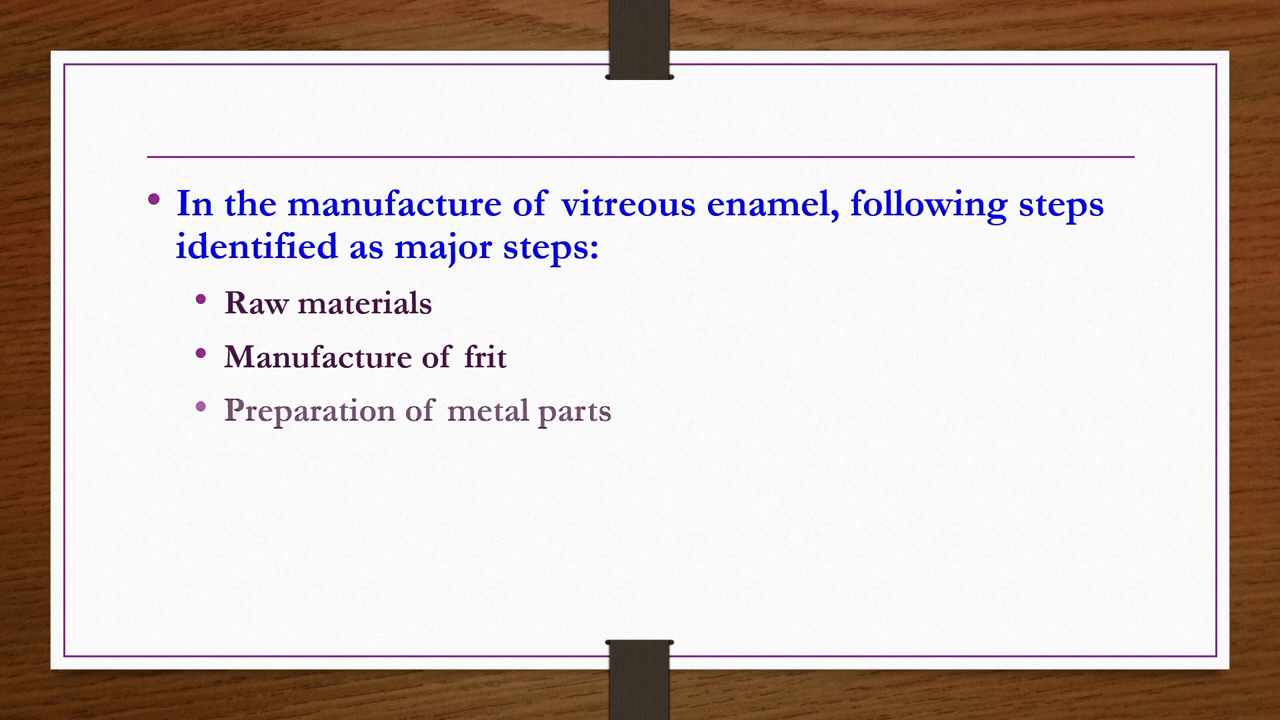 • In the manufacture of vitreous enamel, following steps
identified as major steps:
• Raw materials
• Manufacture of frit
• Preparation of metal parts